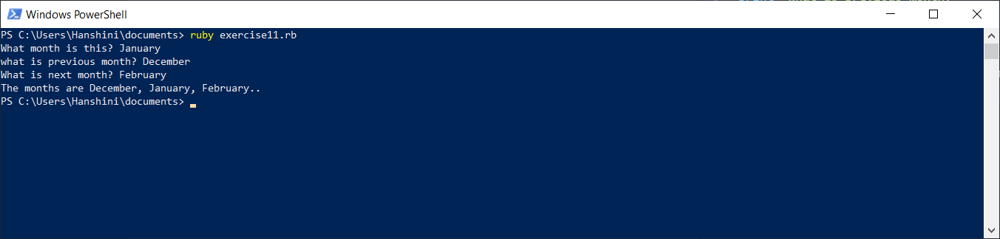 Windows PowerShell
PS C:\Users\Hanshini\documents> ruby exercise11.rb
What month is this? January
what is previous month? December
What is next month? February
The months are December, January, February..
PS C:\Users\Hanshini\documents>